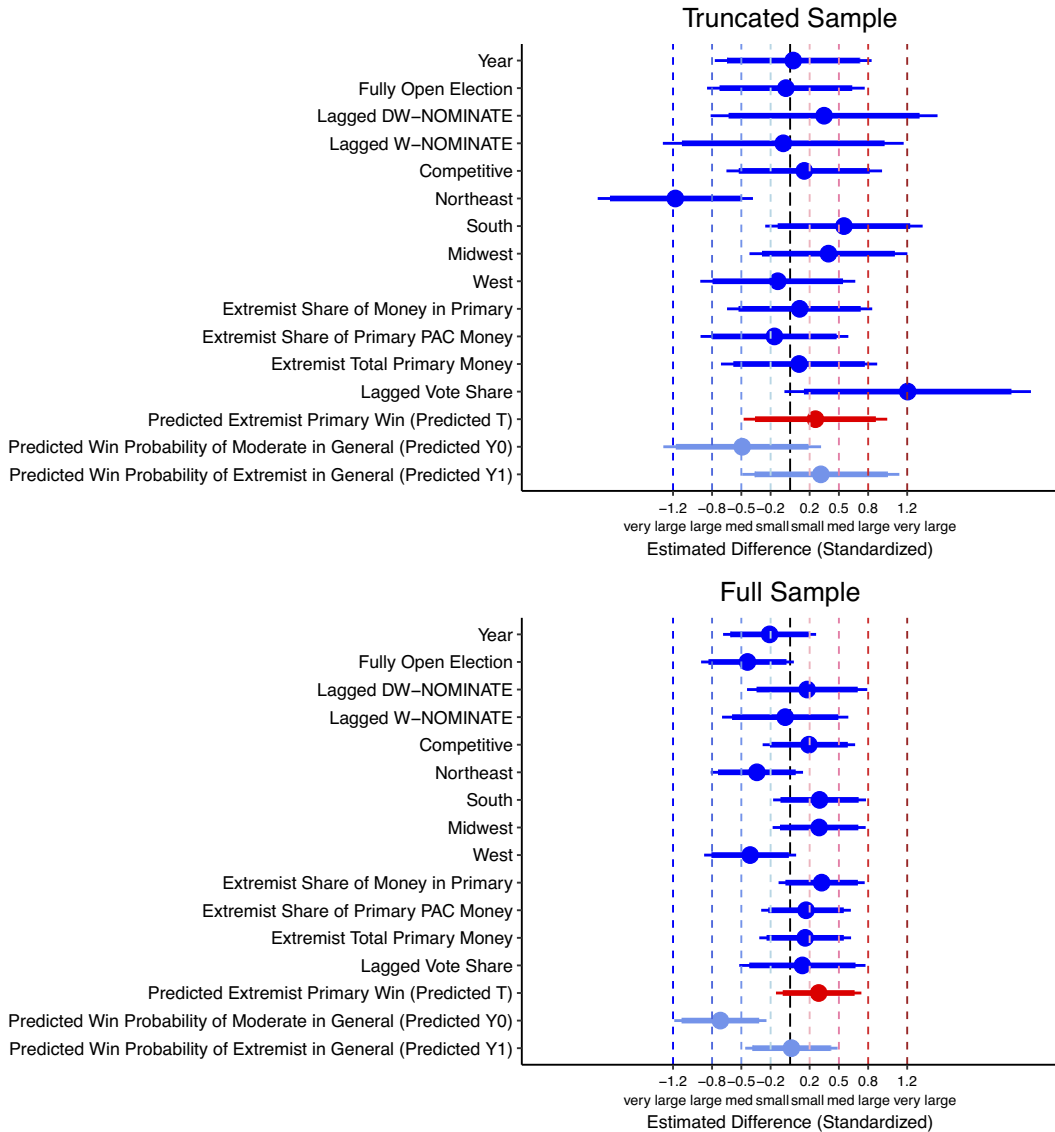 Truncated Sample
Year
Fully Open Election
Lagged DW−NOMINATE
Lagged W−NOMINATE
Competitive
Northeast
South
Midwest
West
Extremist Share of Money in Primary
Extremist Share of Primary PAC Money
Extremist Total Primary Money
Lagged Vote Share
Predicted Extremist Primary Win (Predicted T)
Predicted Win Probability of Moderate in General (Predicted Y0)
Predicted Win Probability of Extremist in General (Predicted Y1)
−1.2 −0.8 −0.5 −0.2 0.2 0.5 0.8 1.2
very large large med small small med large very large
Estimated Difference (Standardized)
Full Sample
Year
Fully Open Election
Lagged DW−NOMINATE
Lagged W−NOMINATE
Competitive
Northeast
South
Midwest
West
Extremist Share of Money in Primary
Extremist Share of Primary PAC Money
Extremist Total Primary Money
Lagged Vote Share
Predicted Extremist Primary Win (Predicted T)
Predicted Win Probability of Moderate in General (Predicted Y0)
Predicted Win Probability of Extremist in General (Predicted Y1)
−1.2 −0.8 −0.5 −0.2 0.2 0.5 0.8 1.2
very large large med small small med large very large
Estimated Difference (Standardized)